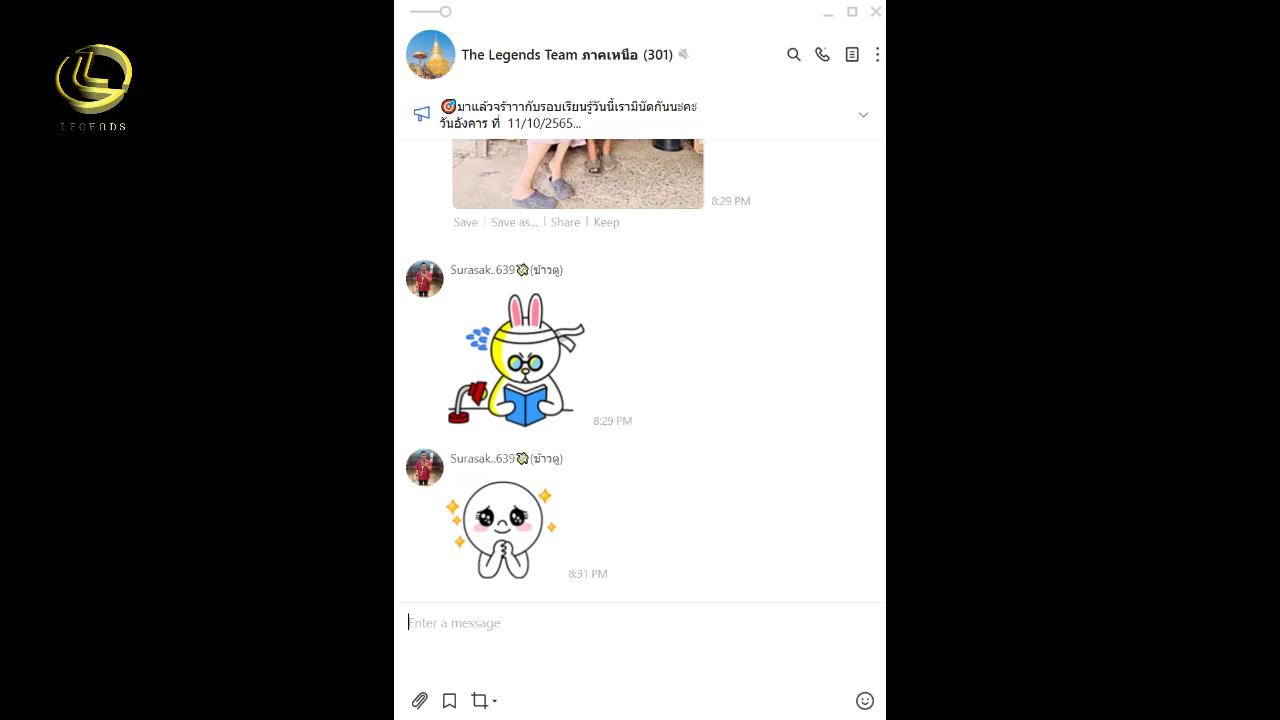 LEGENDS
The Legends Team ภาคเหนือ (301)
🎯มาแล้วจร้าาากับรอบเรียนรู้วันนี้เรามีนัดกันนะคะ
วันอังคาร ที่ 11/10/2565...
8:29 PM
Save | Save as... | Share | Keep
Surasak..639💸(ข้าวตู)
8:29 PM
Surasak..639💸(ข้าวตู)
8:31 PM
Enter a message